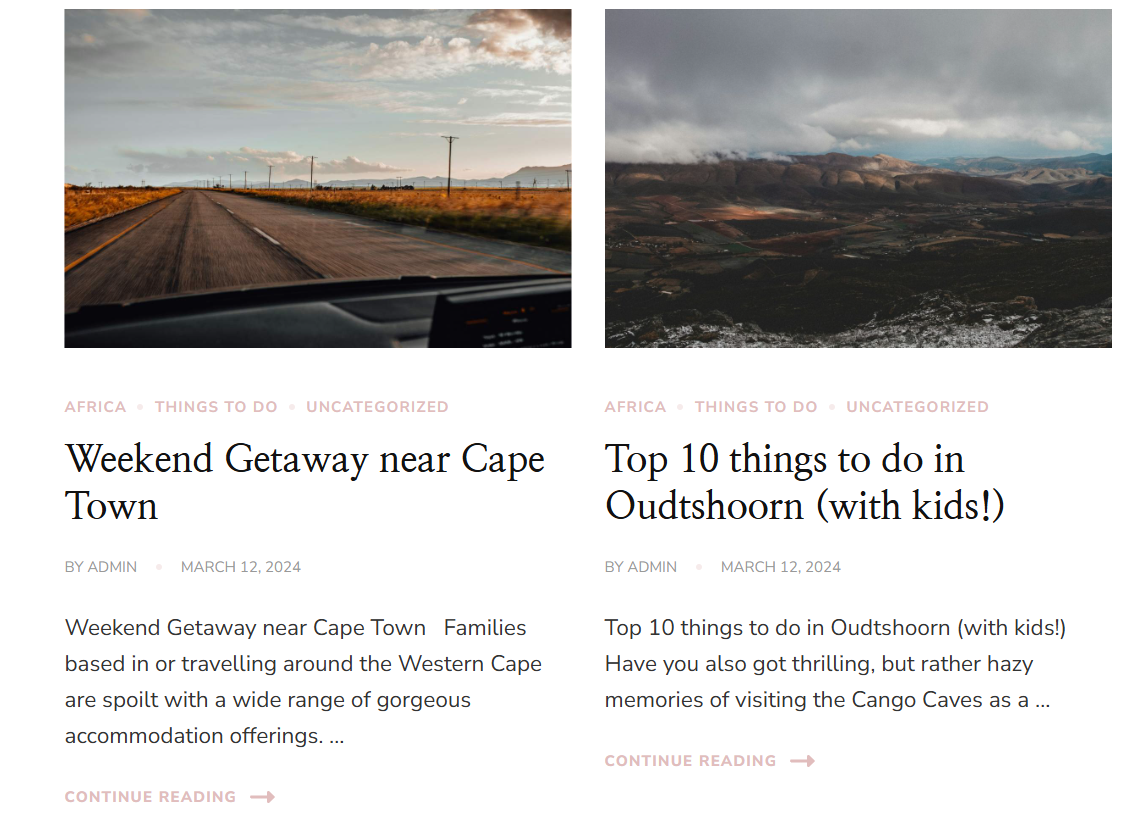 AFRICA • THINGS TO DO • UNCATEGORIZED
Weekend Getaway near Cape
Town
BY ADMIN • MARCH 12, 2024
Weekend Getaway near Cape Town   Families
based in or travelling around the Western Cape
are spoilt with a wide range of gorgeous
accommodation offerings. ...
CONTINUE READING
AFRICA • THINGS TO DO • UNCATEGORIZED
Top 10 things to do in
Oudtshoorn (with kids!)
BY ADMIN • MARCH 12, 2024
Top 10 things to do in Oudtshoorn (with kids!)
Have you also got thrilling, but rather hazy
memories of visiting the Cango Caves as a ...
CONTINUE READING